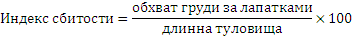 Индекс сбитости = обхват груди за лопатками / длинна туловища × 100